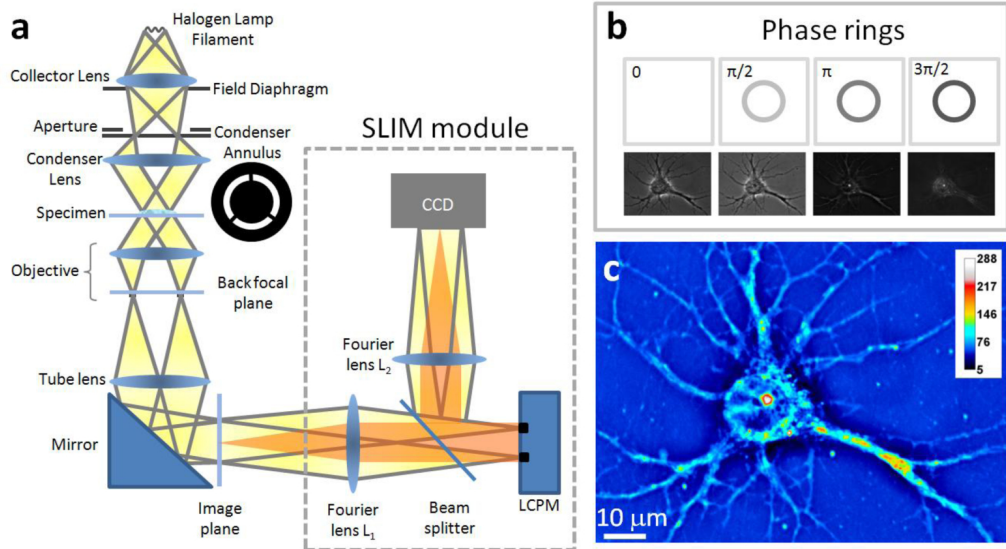 a
Halogen Lamp
Filament
Collector Lens
Field Diaphragm
Aperture
Condenser
Annulus
Condenser
Lens
Specimen
Objective
Back focal
plane
Tube lens
Mirror
Image
plane
SLIM module
CCD
Fourier
lens L₂
Fourier
lens L₁
Beam
splitter
LCPM
b
Phase rings
0
π/2
π
3π/2
c
288
217
146
76
5
10 μm